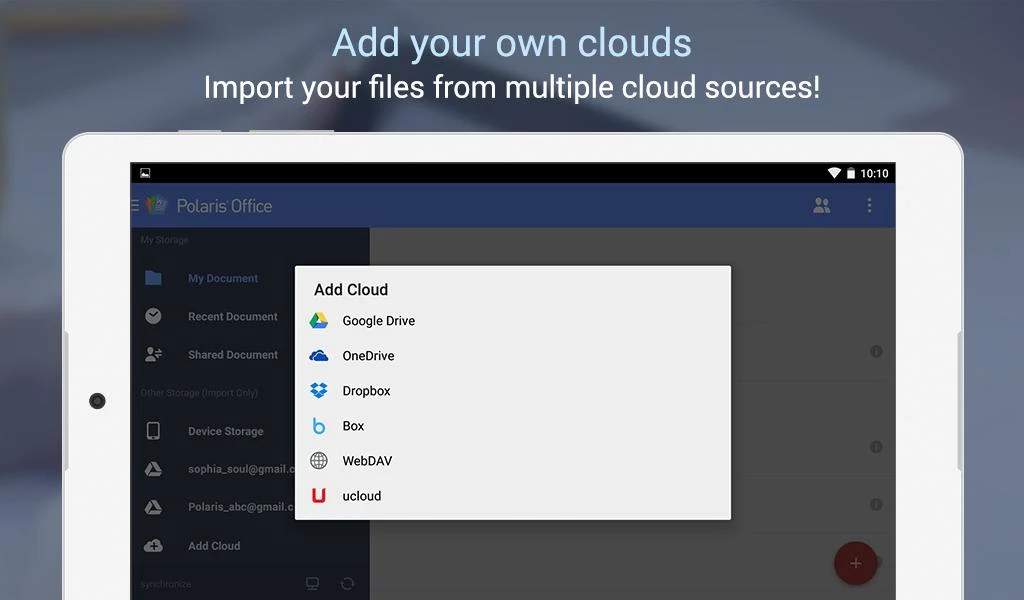 Add your own clouds
Import your files from multiple cloud sources!
10:10
Polaris Office
My Storage
My Document
Recent Document
Shared Document
Other Storage (Import Only)
Device Storage
sophia_soul@gmail.c
Polaris_abc@gmail.c
Add Cloud
synchronize
Add Cloud
Google Drive
OneDrive
Dropbox
Box
WebDAV
ucloud